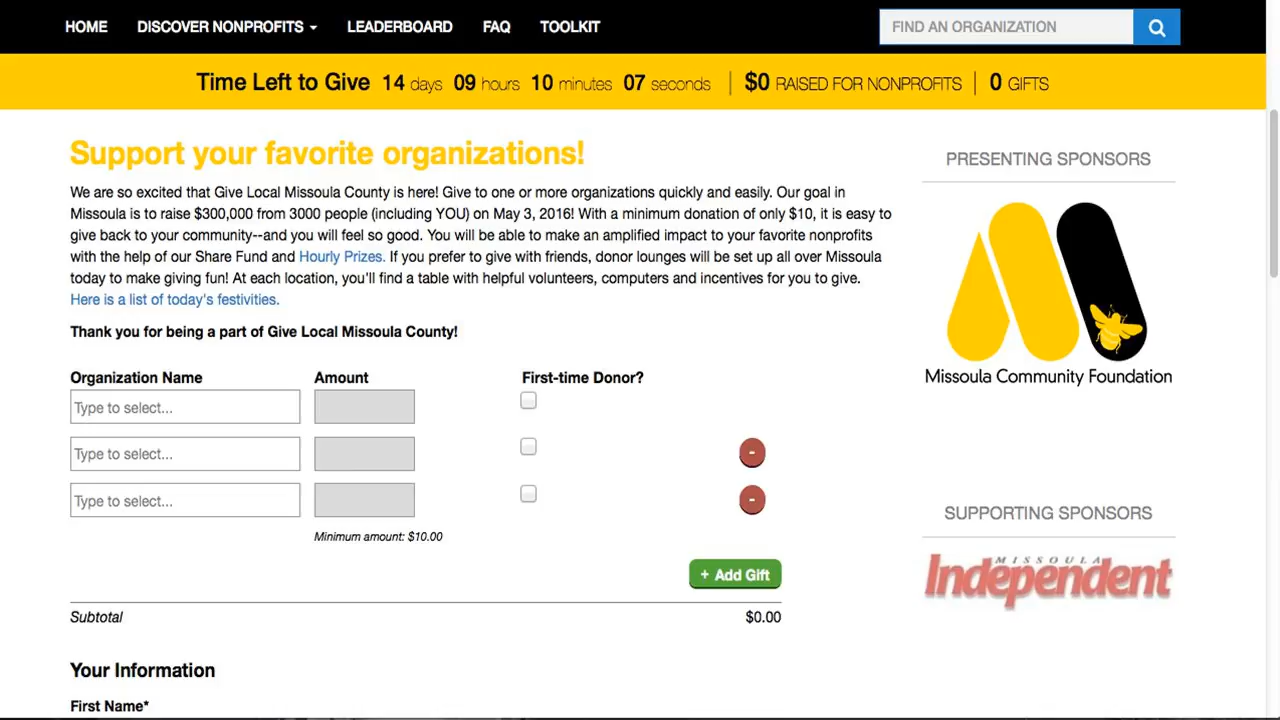 HOME DISCOVER NONPROFITS LEADERBOARD FAQ TOOLKIT FIND AN ORGANIZATION
Time Left to Give 14 days 09 hours 10 minutes 07 seconds $0 RAISED FOR NONPROFITS 0 GIFTS
Support your favorite organizations!
We are so excited that Give Local Missoula County is here! Give to one or more organizations quickly and easily. Our goal in
Missoula is to raise $300,000 from 3000 people (including YOU) on May 3, 2016! With a minimum donation of only $10, it is easy to
give back to your community--and you will feel so good. You will be able to make an amplified impact to your favorite nonprofits
with the help of our Share Fund and Hourly Prizes. If you prefer to give with friends, donor lounges will be set up all over Missoula
today to make giving fun! At each location, you'll find a table with helpful volunteers, computers and incentives for you to give.
Here is a list of today's festivities.
Thank you for being a part of Give Local Missoula County!
Organization Name Amount First-time Donor?
Type to select...
Type to select... -
Type to select... -
Minimum amount: $10.00
+ Add Gift
Subtotal $0.00
Your Information
First Name*
PRESENTING SPONSORS
Missoula Community Foundation
SUPPORTING SPONSORS
MISSOULA
Independent